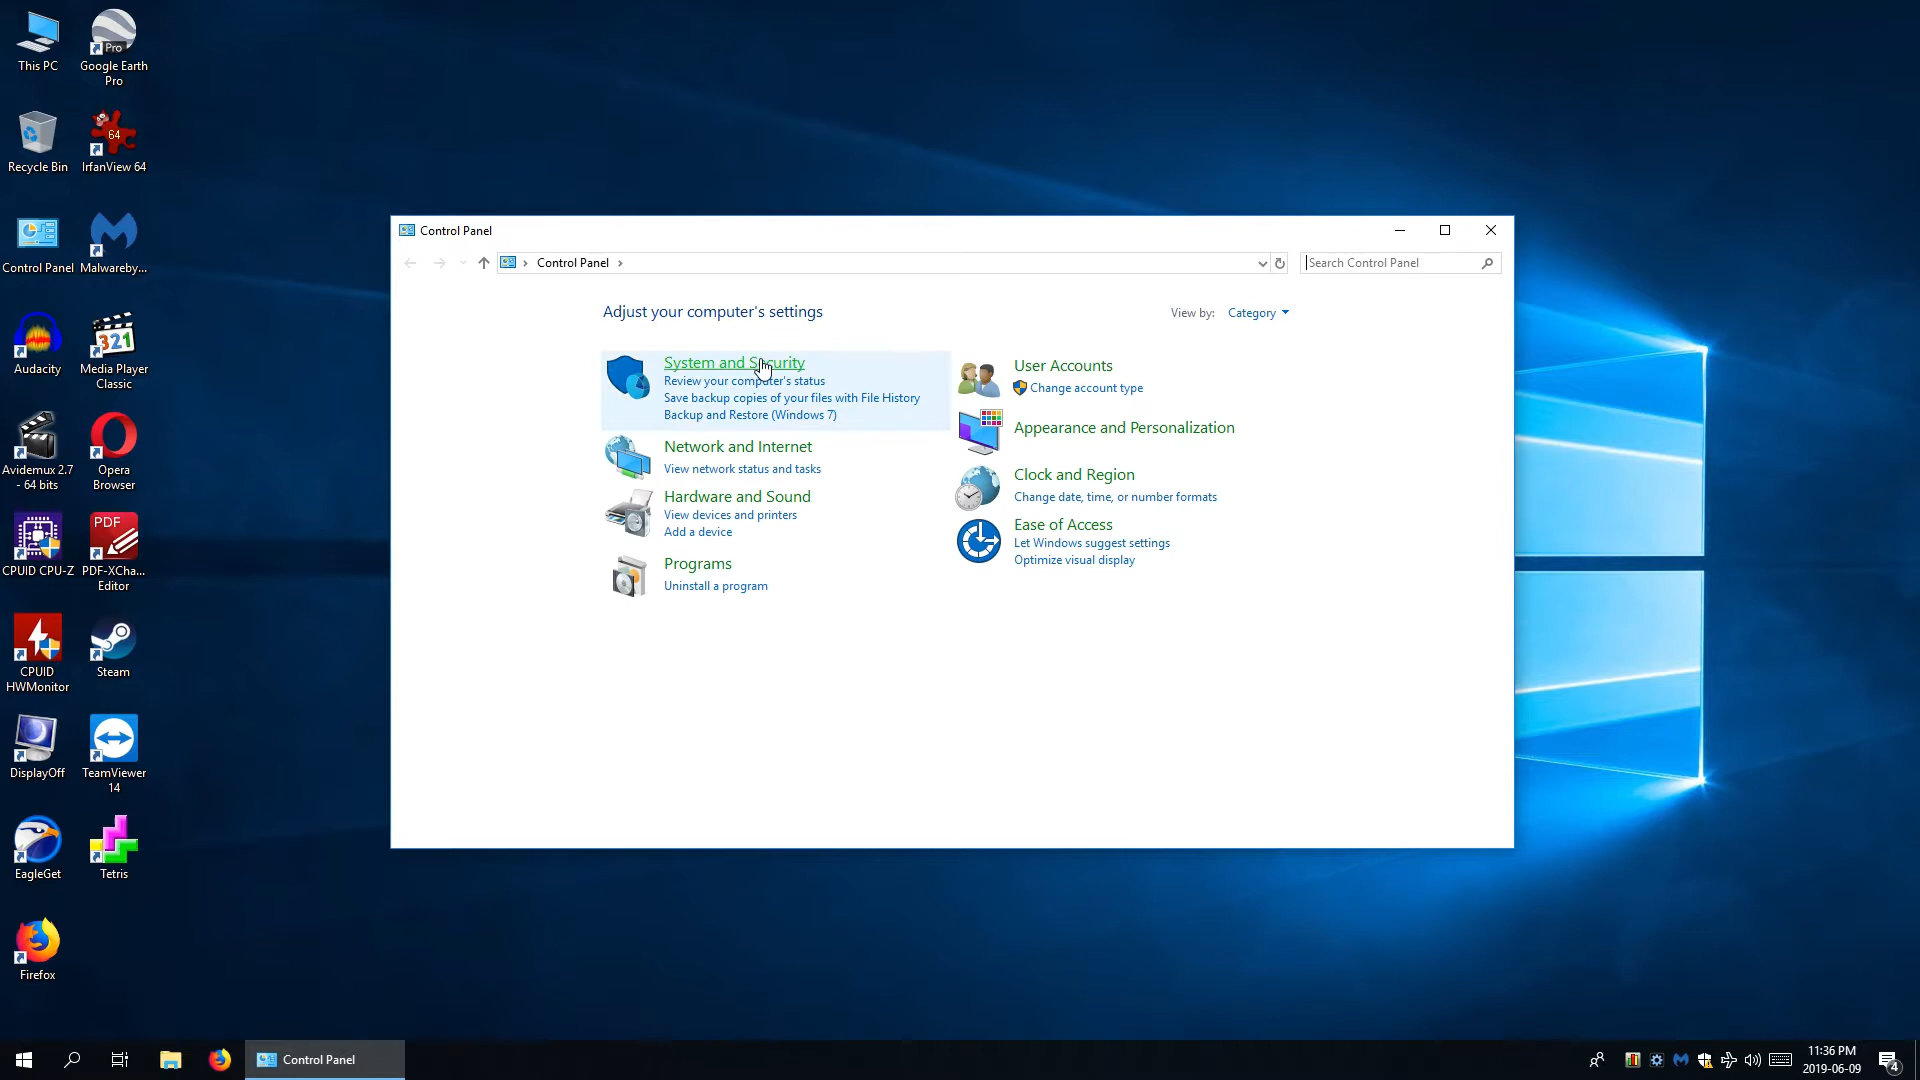 This PC
Google Earth
Pro
Pro
Recycle Bin
64
IrfanView 64
Control Panel
Malwareby...
Audacity
321
Media Player
Classic
Avidemux 2.7
- 64 bits
Opera
Browser
CPUID CPU-Z
PDF
PDF-XCha...
Editor
CPUID
HWMonitor
Steam
DisplayOff
TeamViewer
14
EagleGet
Tetris
Firefox
Control Panel
Control Panel
Search Control Panel
Adjust your computer's settings
View by: Category
System and Security
Review your computer's status
Save backup copies of your files with File History
Backup and Restore (Windows 7)
Network and Internet
View network status and tasks
Hardware and Sound
View devices and printers
Add a device
Programs
Uninstall a program
User Accounts
Change account type
Appearance and Personalization
Clock and Region
Change date, time, or number formats
Ease of Access
Let Windows suggest settings
Optimize visual display
Control Panel
11:36 PM
2019-06-09
4